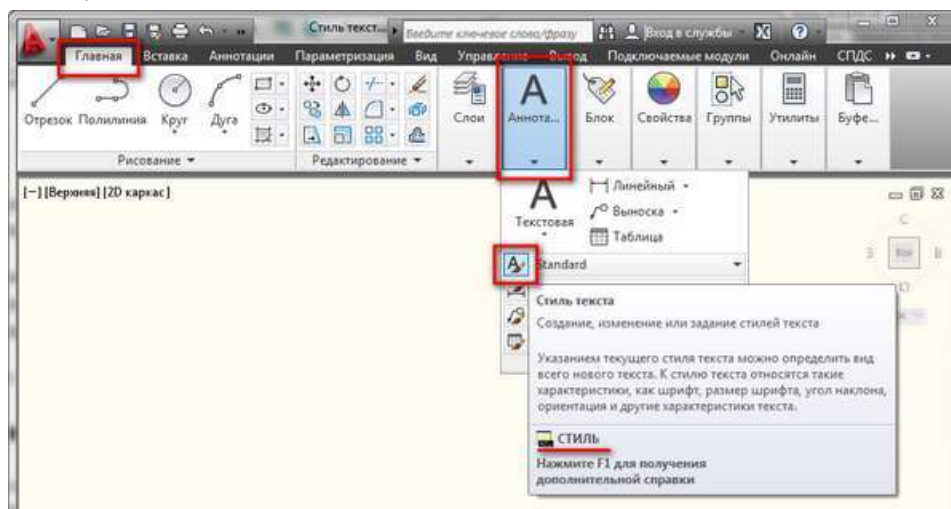 Стиль текст...
Введите ключевое слово/фразу
Вход в службы
Главная Вставка Аннотации Параметризация Вид Управление Вывод Подключаемые модули Онлайн СПДС
Отрезок Полилиния Круг Дуга Слои Аннота... Блок Свойства Группы Утилиты Буфе...
Рисование Редактирование
[−][Верхняя][2D каркас]
Линейный
Выноска
Таблица
Текстовая
Standard
Стиль текста
Создание, изменение или задание стилей текста
Указанием текущего стиля текста можно определить вид
всего нового текста. К стилю текста относятся такие
характеристики, как шрифт, размер шрифта, угол наклона,
ориентация и другие характеристики текста.
СТИЛЬ
Нажмите F1 для получения
дополнительной справки
С
В